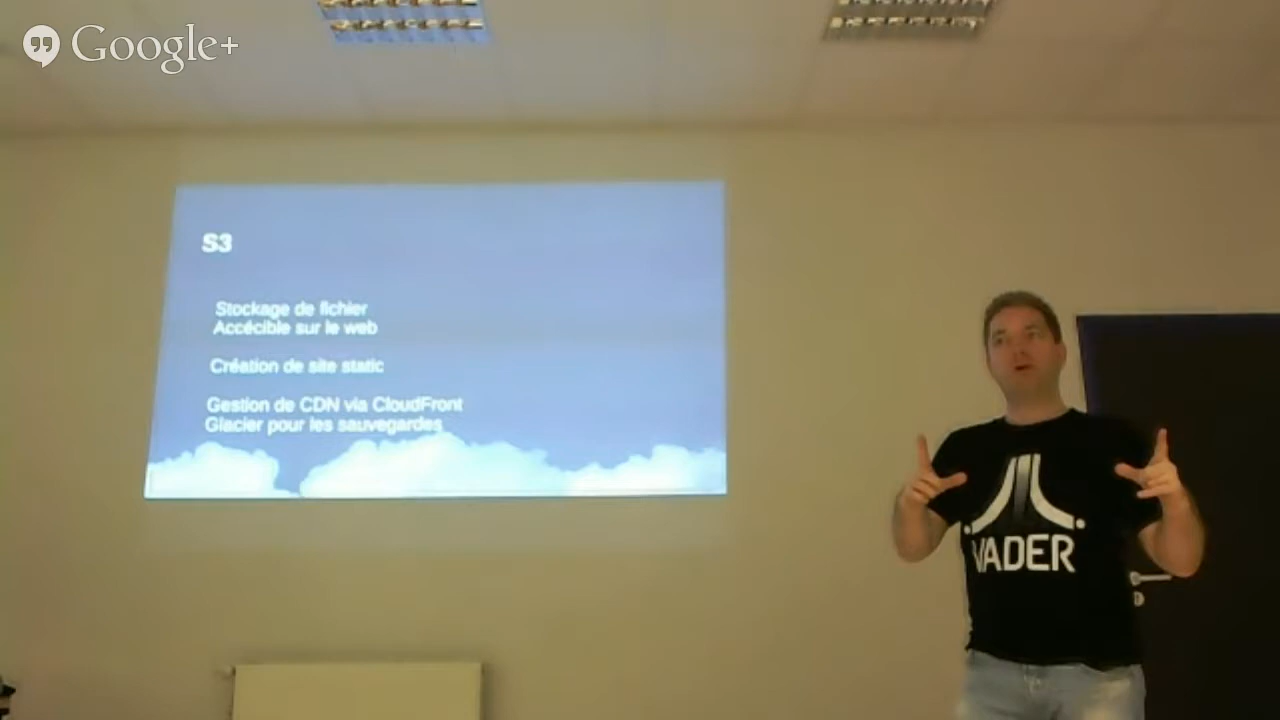 Google+
S3
Stockage de fichier
Accécible sur le web
Création de site static
Gestion de CDN via CloudFront
Glacier pour les sauvegardes
VADER